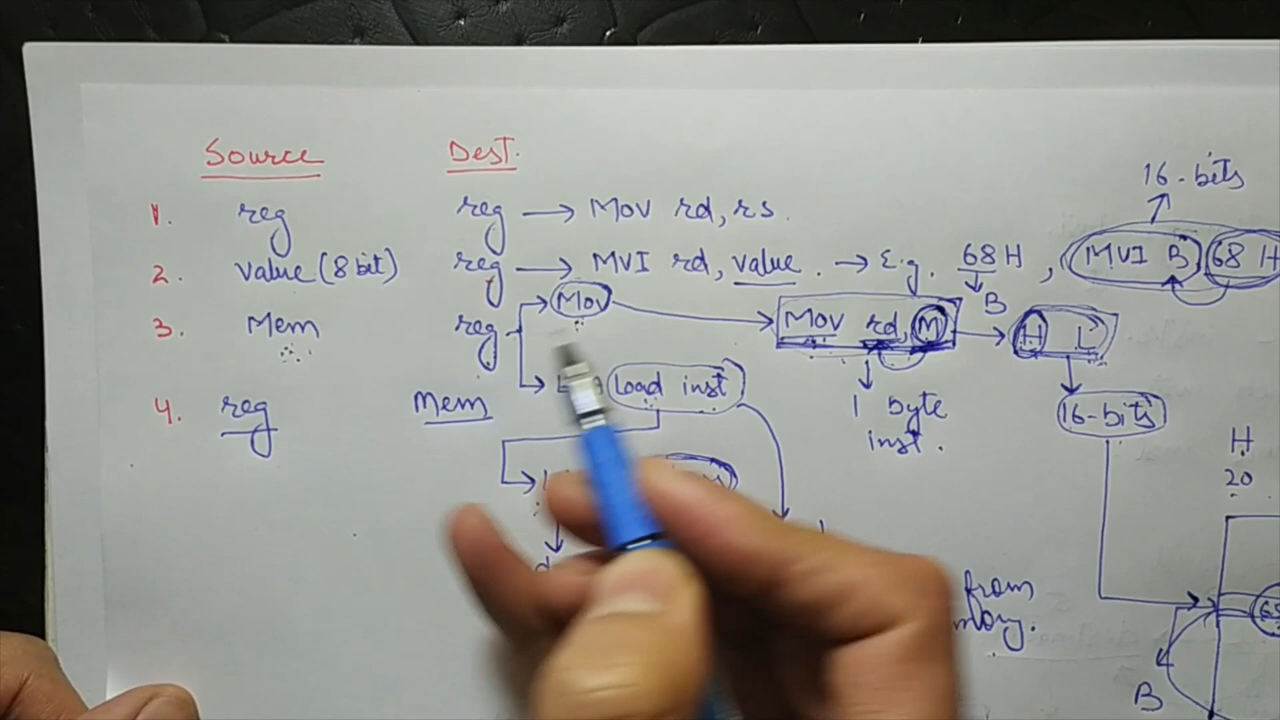 Source Dest.
16-bits
1. reg reg → Mov rd, rs.
2. value (8 bit) reg → MVI rd, value. → E.g. 68 H, MVI B 68 H
B
3. Mem reg Mov Mov rd, M → H L
Load inst
4. reg Mem 1 byte 16-bits
inst.
H
20
from
B